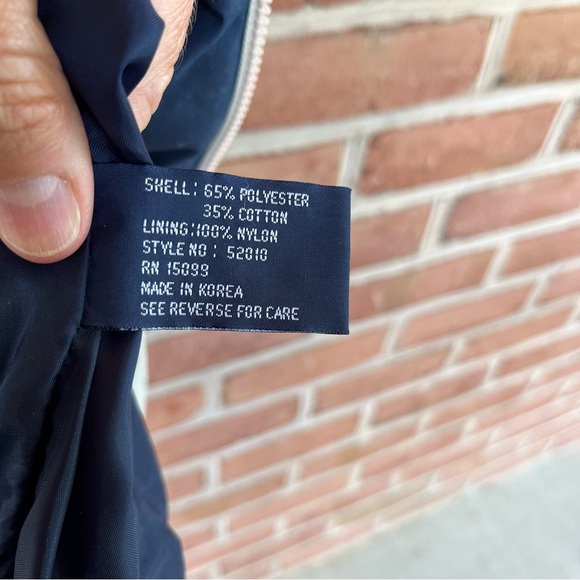 SHELL: 65% POLYESTER
35% COTTON
LINING: 100% NYLON
STYLE NO: 52010
RN 15099
MADE IN KOREA
SEE REVERSE FOR CARE